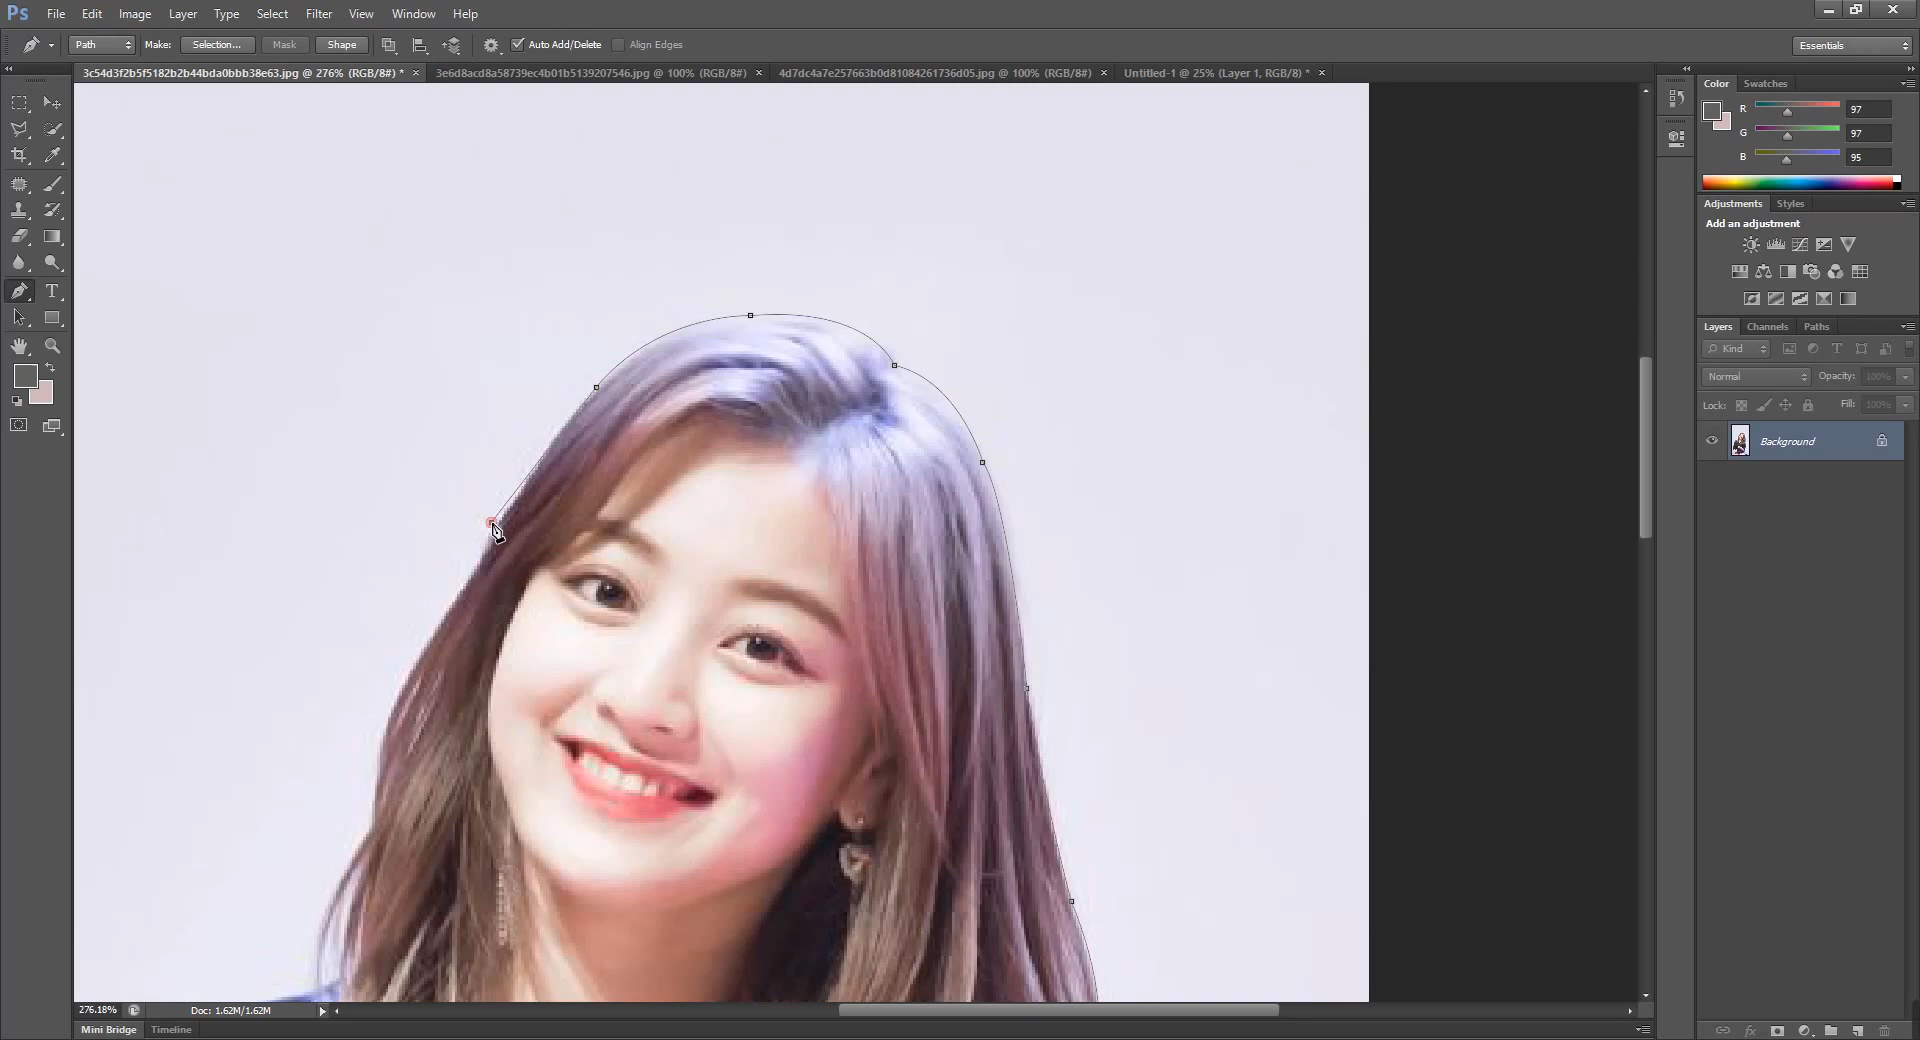 Ps File Edit Image Layer Type Select Filter View Window Help
Path Make: Selection... Mask Shape Auto Add/Delete Align Edges Essentials
3c54d3f2b5f5182b2b44bda0bbb38e63.jpg @ 276% (RGB/8#) * 3e6d8acd8a58739ec4b01b5139207546.jpg @ 100% (RGB/8#) 4d7dc4a7e257663b0d81084261736d05.jpg @ 100% (RGB/8#) Untitled-1 @ 25% (Layer 1, RGB/8) *
Color Swatches
R 97
G 97
B 95
Adjustments Styles
Add an adjustment
Layers Channels Paths
Kind
Normal Opacity: 100%
Lock: Fill: 100%
Background
276.18% Doc: 1.62M/1.62M
Mini Bridge Timeline